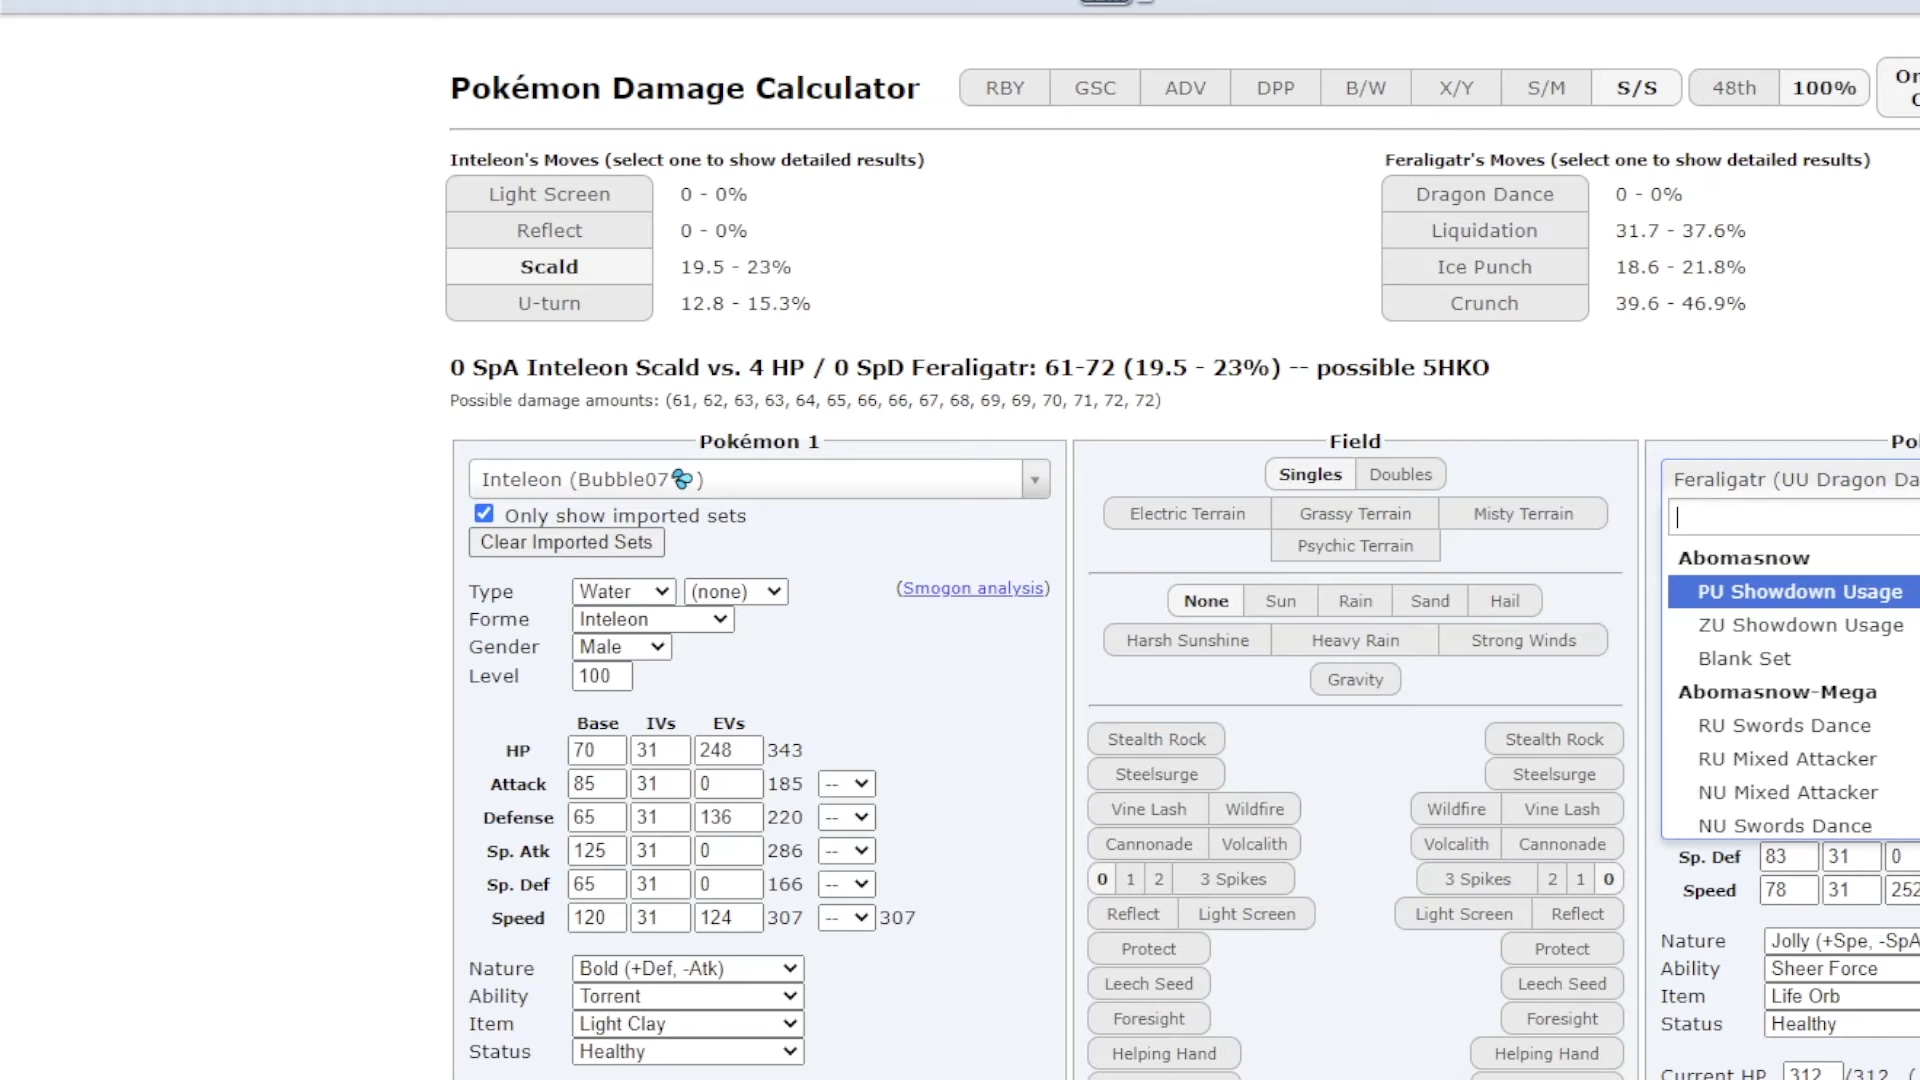 Pokémon Damage Calculator RBY GSC ADV DPP B/W X/Y S/M S/S 48th 100%
Inteleon's Moves (select one to show detailed results)
Light Screen 0 - 0%
Reflect 0 - 0%
Scald 19.5 - 23%
U-turn 12.8 - 15.3%
Feraligatr's Moves (select one to show detailed results)
Dragon Dance 0 - 0%
Liquidation 31.7 - 37.6%
Ice Punch 18.6 - 21.8%
Crunch 39.6 - 46.9%
0 SpA Inteleon Scald vs. 4 HP / 0 SpD Feraligatr: 61-72 (19.5 - 23%) -- possible 5HKO
Possible damage amounts: (61, 62, 63, 63, 64, 65, 66, 66, 67, 68, 69, 69, 70, 71, 72, 72)
Pokémon 1
Inteleon (Bubble07🫐)
Only show imported sets
Clear Imported Sets
Type Water (none) (Smogon analysis)
Forme Inteleon
Gender Male
Level 100
Base IVs EVs
HP 70 31 248 343
Attack 85 31 0 185 --
Defense 65 31 136 220 --
Sp. Atk 125 31 0 286 --
Sp. Def 65 31 0 166 --
Speed 120 31 124 307 -- 307
Nature Bold (+Def, -Atk)
Ability Torrent
Item Light Clay
Status Healthy
Field
Singles Doubles
Electric Terrain Grassy Terrain Misty Terrain
Psychic Terrain
None Sun Rain Sand Hail
Harsh Sunshine Heavy Rain Strong Winds
Gravity
Stealth Rock Stealth Rock
Steelsurge Steelsurge
Vine Lash Wildfire Wildfire Vine Lash
Cannonade Volcalith Volcalith Cannonade
0 1 2 3 Spikes 3 Spikes 2 1 0
Reflect Light Screen Light Screen Reflect
Protect Protect
Leech Seed Leech Seed
Foresight Foresight
Helping Hand Helping Hand
Feraligatr (UU Dragon Da
Abomasnow
PU Showdown Usage
ZU Showdown Usage
Blank Set
Abomasnow-Mega
RU Swords Dance
RU Mixed Attacker
NU Mixed Attacker
NU Swords Dance
Sp. Def 83 31 0
Speed 78 31 252
Nature Jolly (+Spe, -SpA
Ability Sheer Force
Item Life Orb
Status Healthy
Current HP 312 /312 (